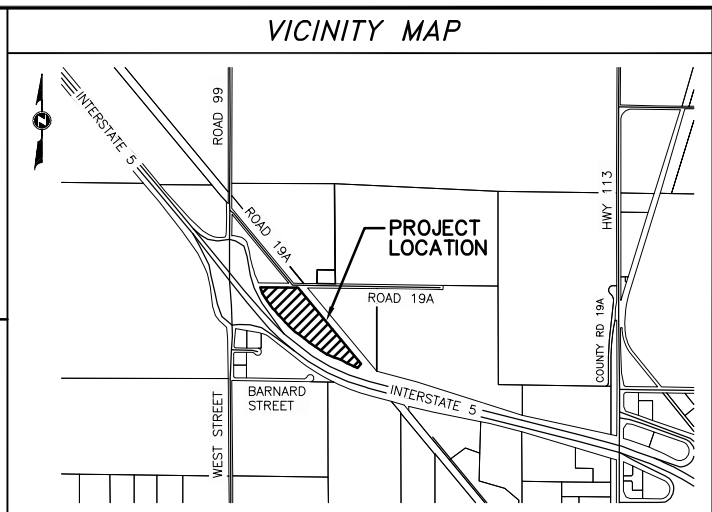 VICINITY MAP
INTERSTATE 5
ROAD 99
HWY 113
ROAD 19A
PROJECT
LOCATION
ROAD 19A
COUNTY RD 19A
BARNARD
STREET
INTERSTATE 5
WEST STREET